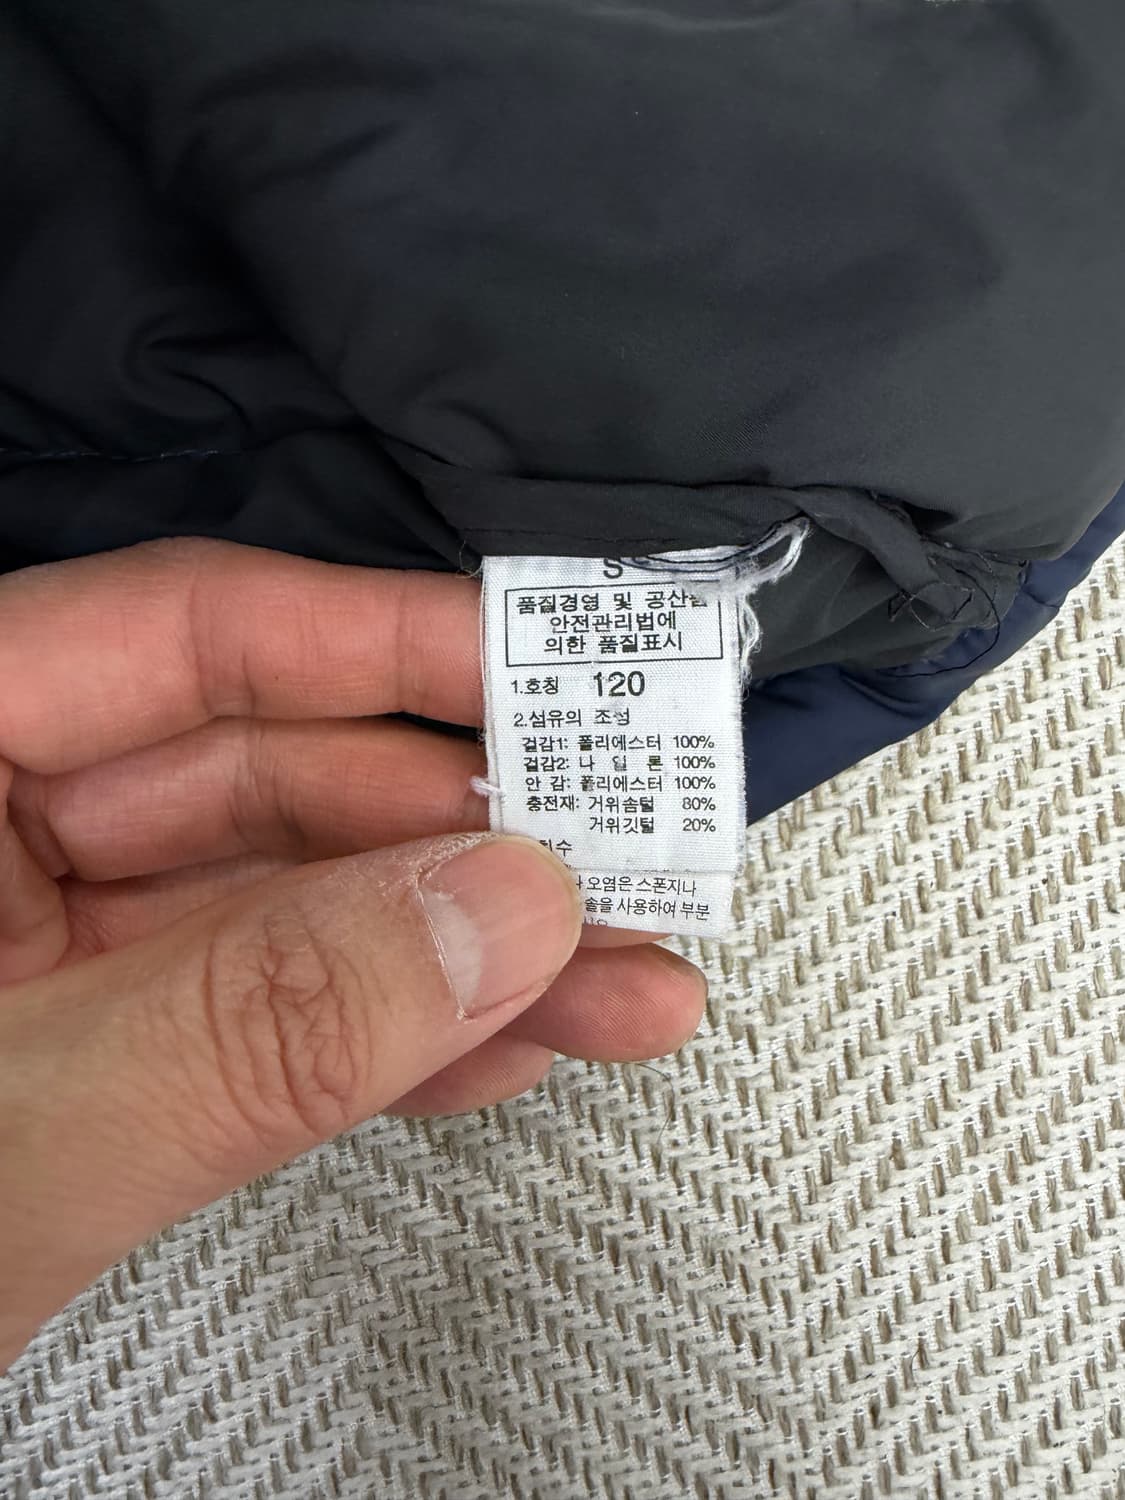 S
품질경영 및 공산품
안전관리법에
의한 품질표시
1.호칭 120
2.섬유의 조성
겉감1: 폴리에스터 100%
겉감2: 나 일 론 100%
안 감: 폴리에스터 100%
충전재: 거위솜털 80%
거위깃털 20%
오염은 스폰지나
솔을 사용하여 부분